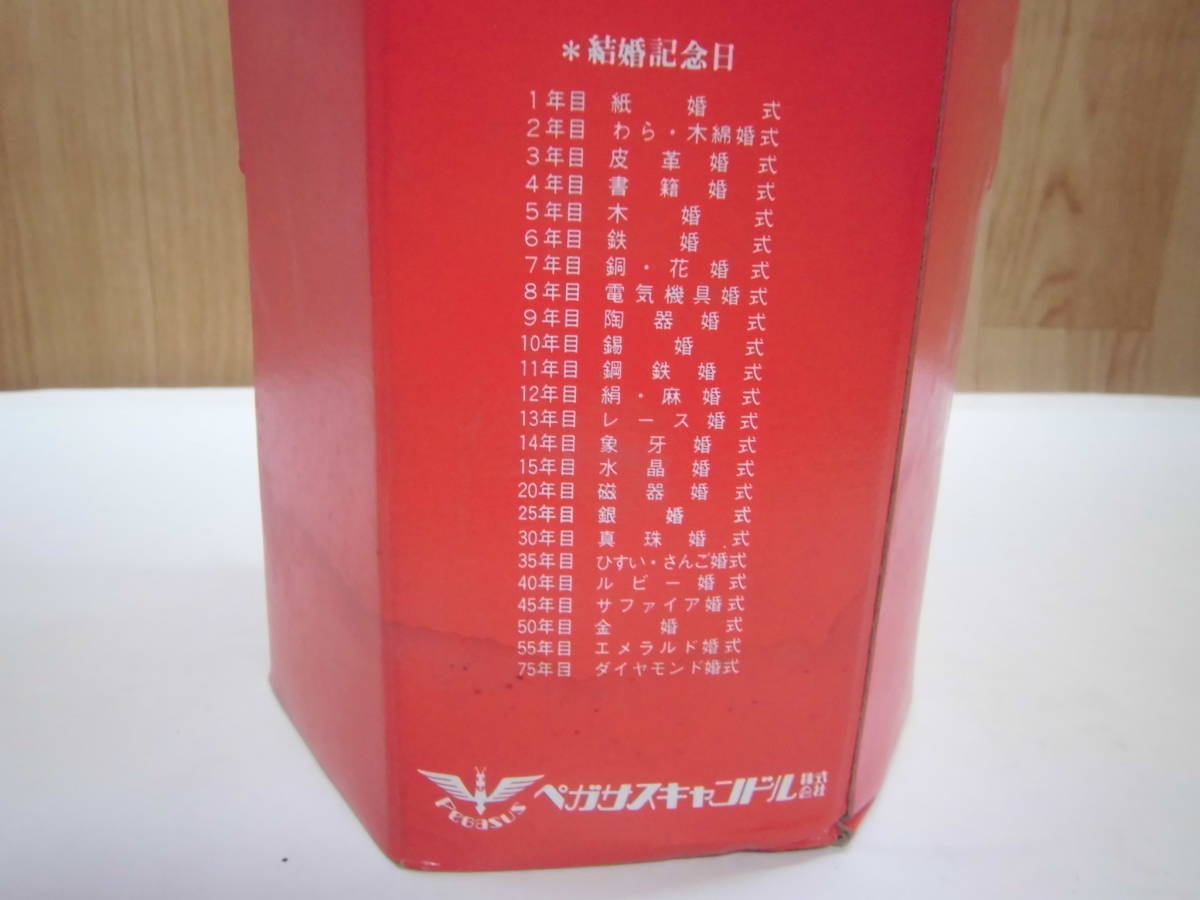 *結婚記念日
1年目 紙婚式
2年目 わら・木綿婚式
3年目 皮革婚式
4年目 書籍婚式
5年目 木婚式
6年目 鉄婚式
7年目 銅・花婚式
8年目 電気機具婚式
9年目 陶器婚式
10年目 錫婚式
11年目 鋼鉄婚式
12年目 絹・麻婚式
13年目 レース婚式
14年目 象牙婚式
15年目 水晶婚式
20年目 磁器婚式
25年目 銀婚式
30年目 真珠婚式
35年目 ひすい・さんご婚式
40年目 ルビー婚式
45年目 サファイア婚式
50年目 金婚式
55年目 エメラルド婚式
75年目 ダイヤモンド婚式
Pegasus ペガサスキャンドル株式会社